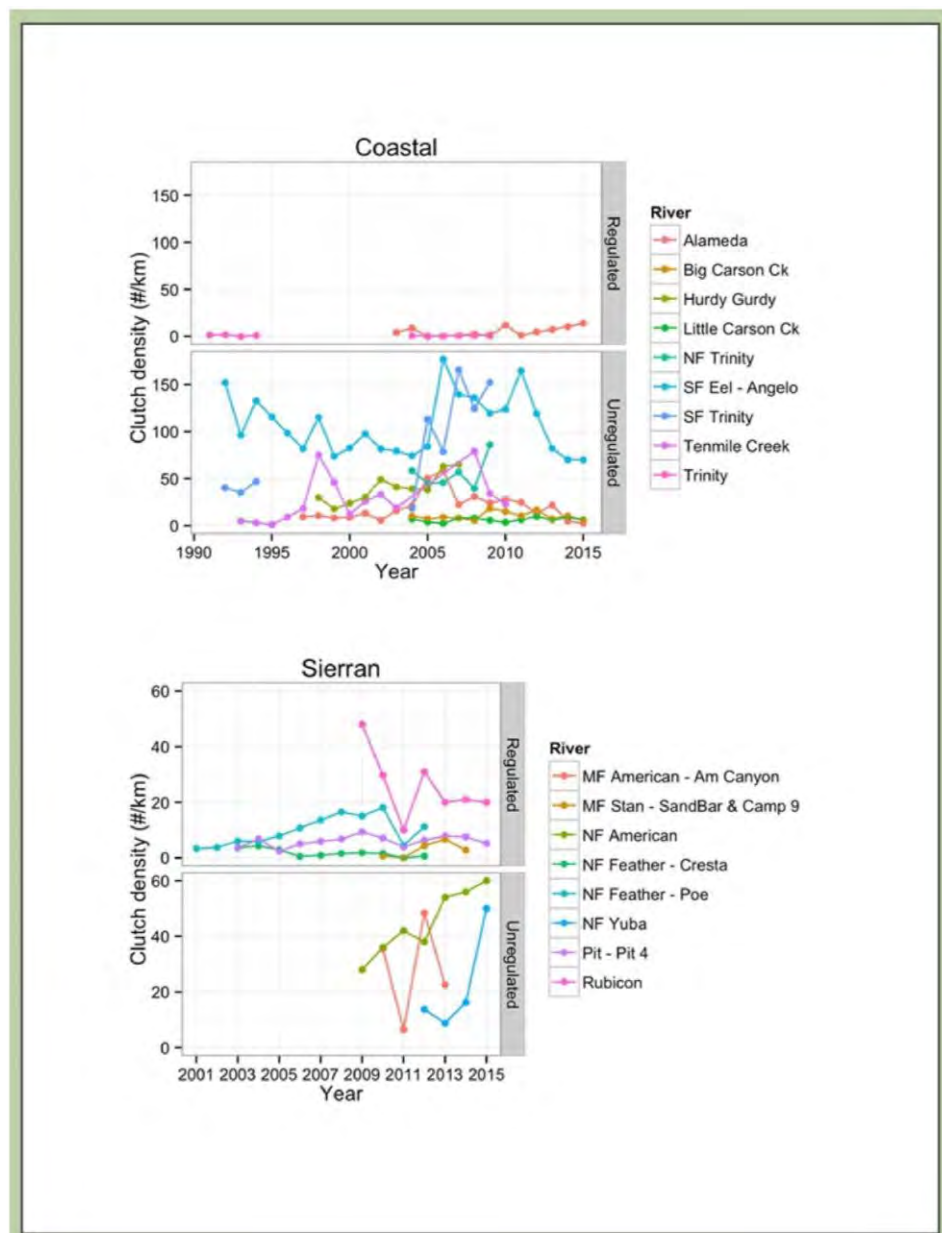 Coastal
Clutch density (#/km)
150
100
50
0
Regulated
150
100
50
0
Unregulated
1990 1995 2000 2005 2010 2015
Year
River
Alameda
Big Carson Ck
Hurdy Gurdy
Little Carson Ck
NF Trinity
SF Eel - Angelo
SF Trinity
Tenmile Creek
Trinity
Sierran
Clutch density (#/km)
60
40
20
0
Regulated
60
40
20
0
Unregulated
2001 2003 2005 2007 2009 2011 2013 2015
Year
River
MF American - Am Canyon
MF Stan - SandBar & Camp 9
NF American
NF Feather - Cresta
NF Feather - Poe
NF Yuba
Pit - Pit 4
Rubicon